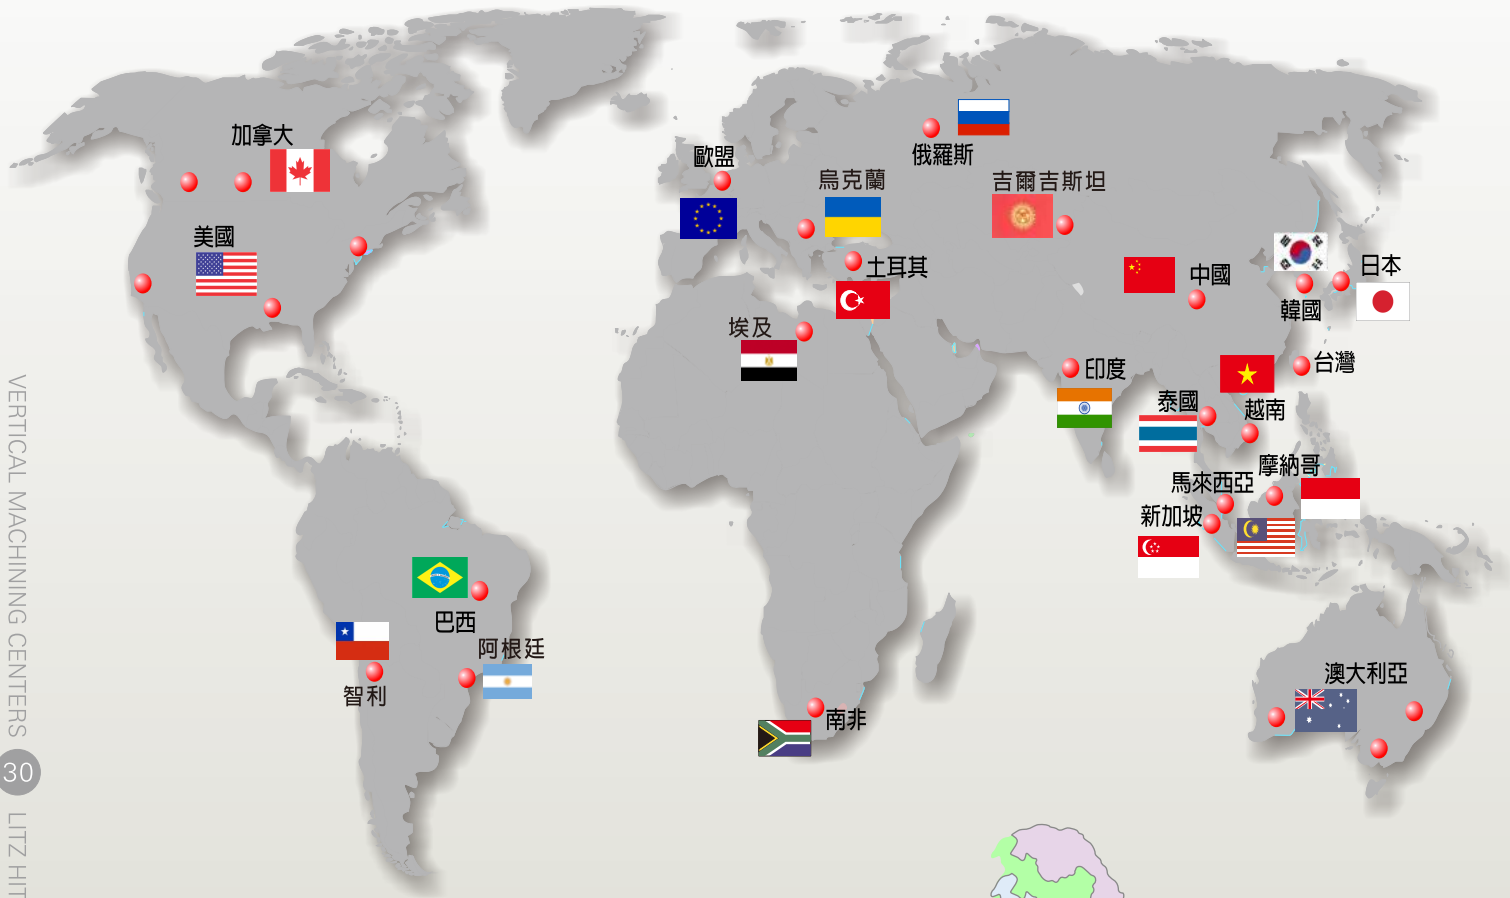 加拿大
美國
歐盟
烏克蘭
俄羅斯
吉爾吉斯坦
土耳其
埃及
中國
日本
韓國
台灣
印度
泰國
越南
摩納哥
馬來西亞
新加坡
巴西
阿根廷
智利
南非
澳大利亞
VERTICAL MACHINING CENTERS
30
LITZ HIT